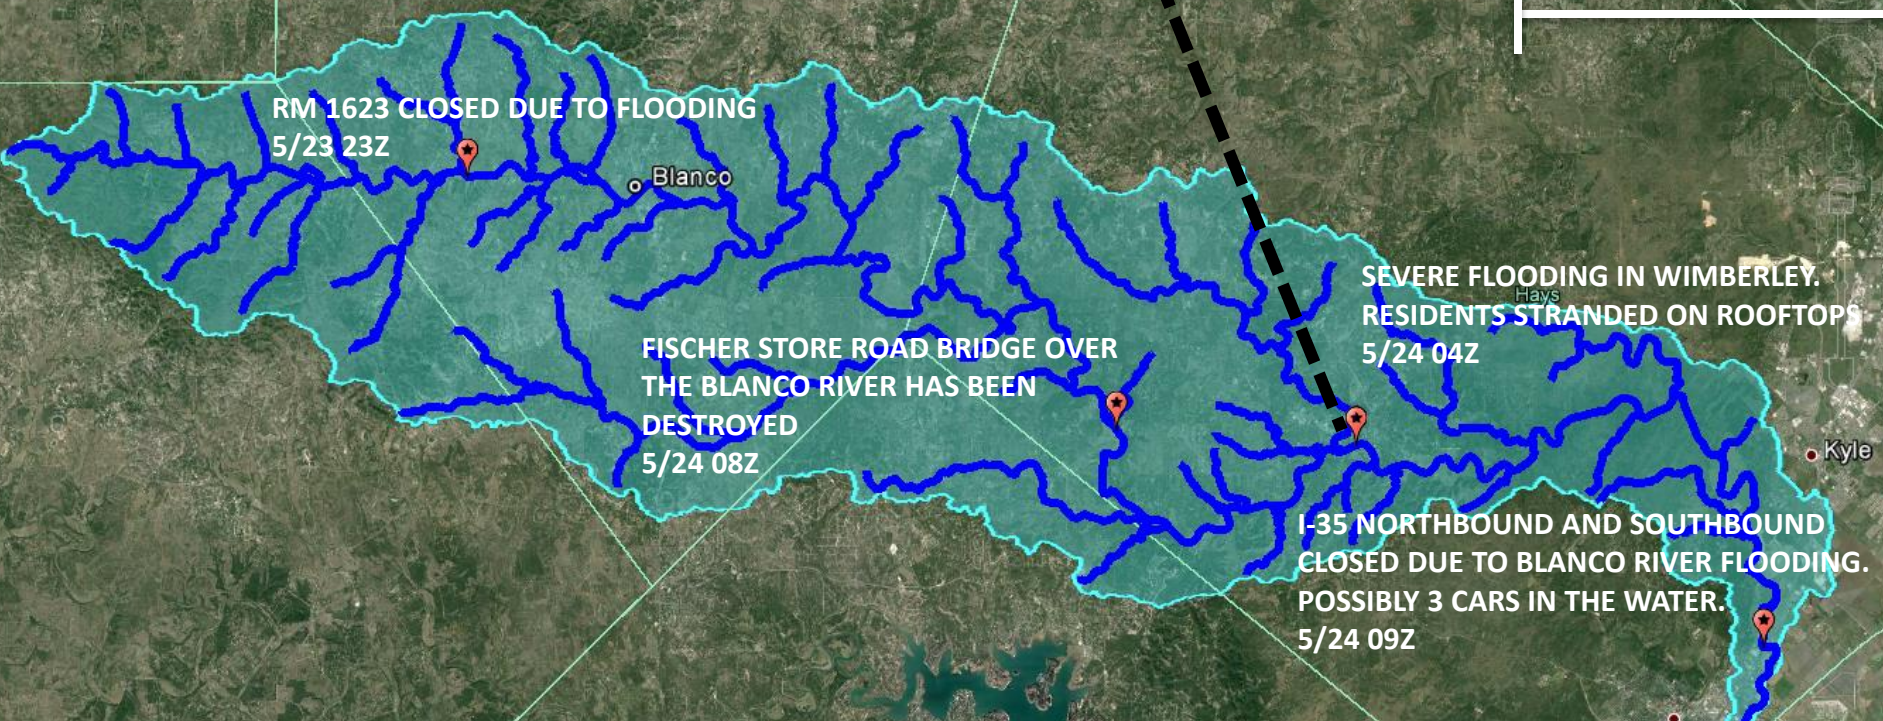 RM 1623 CLOSED DUE TO FLOODING
5/23 23Z
Blanco
SEVERE FLOODING IN WIMBERLEY.
Hays
RESIDENTS STRANDED ON ROOFTOPS
5/24 04Z
FISCHER STORE ROAD BRIDGE OVER
THE BLANCO RIVER HAS BEEN
DESTROYED
5/24 08Z
Kyle
I-35 NORTHBOUND AND SOUTHBOUND
CLOSED DUE TO BLANCO RIVER FLOODING.
POSSIBLY 3 CARS IN THE WATER.
5/24 09Z